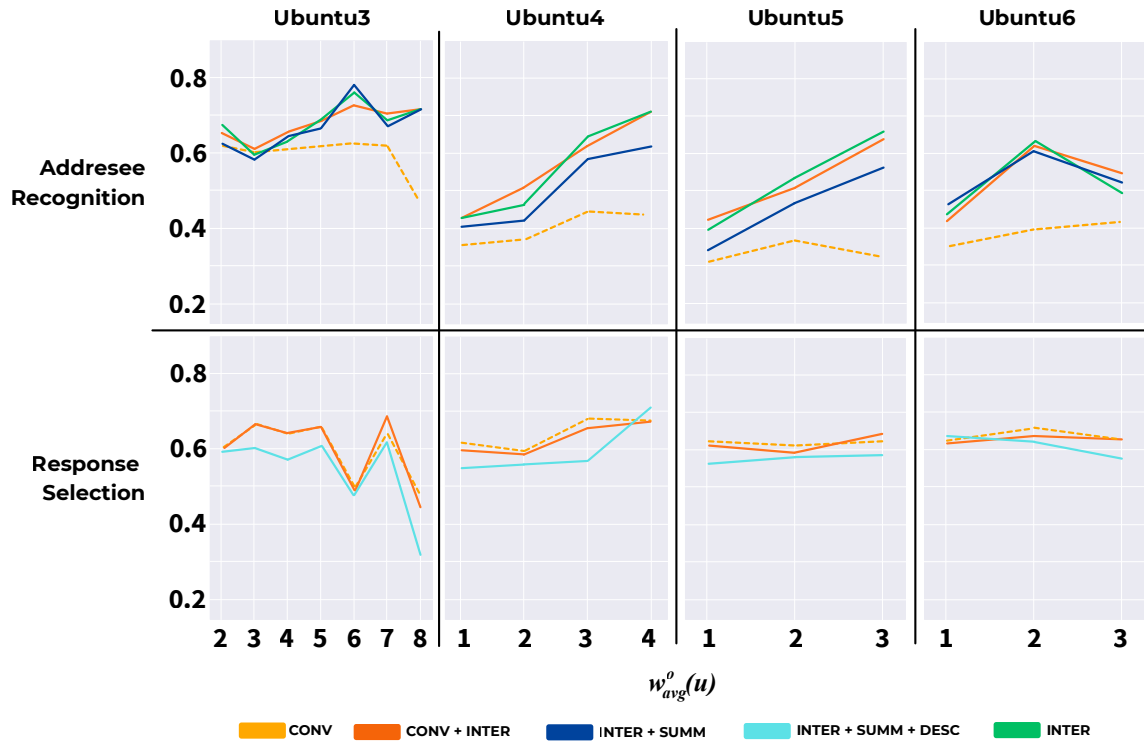 Ubuntu3 Ubuntu4 Ubuntu5 Ubuntu6
0.8
0.6
Addresee
Recognition
0.4
0.2
0.8
0.6
Response
Selection
0.4
0.2
2 3 4 5 6 7 8 1 2 3 4 1 2 3 1 2 3
w^o_avg(u)
CONV CONV + INTER INTER + SUMM INTER + SUMM + DESC INTER